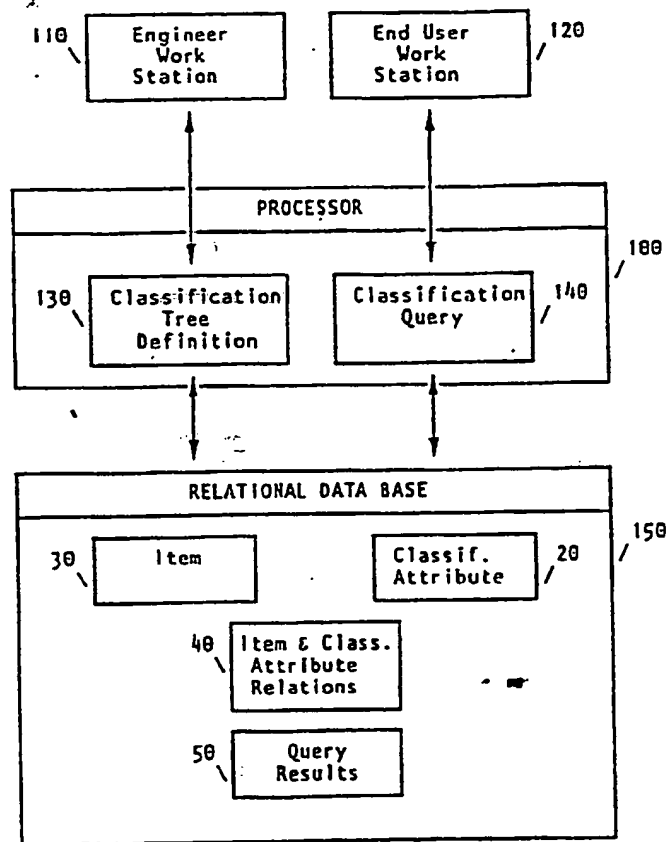 110
Engineer
Work
Station
End User
Work
Station
120
PROCESSOR
100
130
Classification
Tree
Definition
Classification
Query
140
RELATIONAL DATA BASE
150
30
Item
Classif.
Attribute
20
40
Item & Class.
Attribute
Relations
50
Query
Results